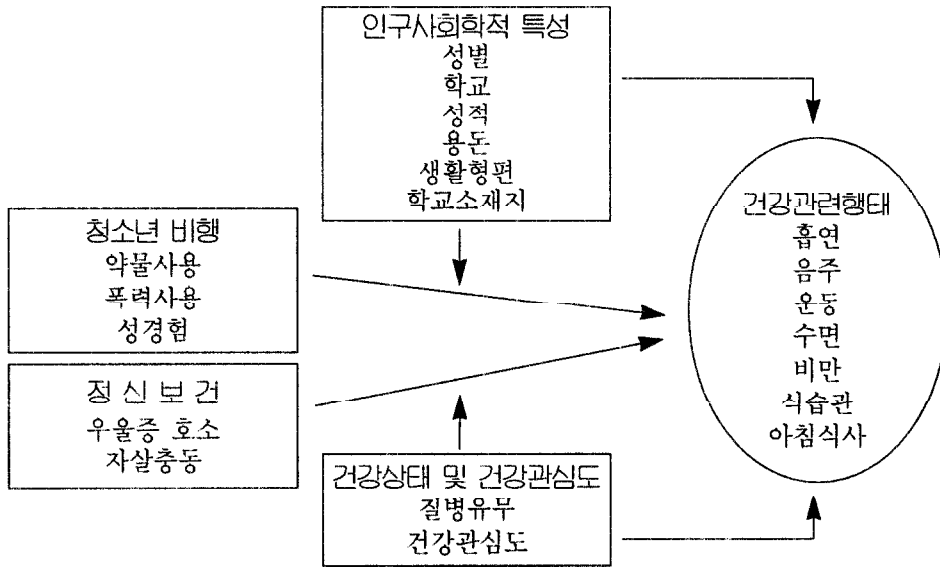 인구사회학적 특성
성별
학교
성적
용돈
생활형편
학교소재지
청소년 비행
약물사용
폭력사용
성경험
정신보건
우울증 호소
자살충동
건강상태 및 건강관심도
질병유무
건강관심도
건강관련행태
흡연
음주
운동
수면
비만
식습관
아침식사